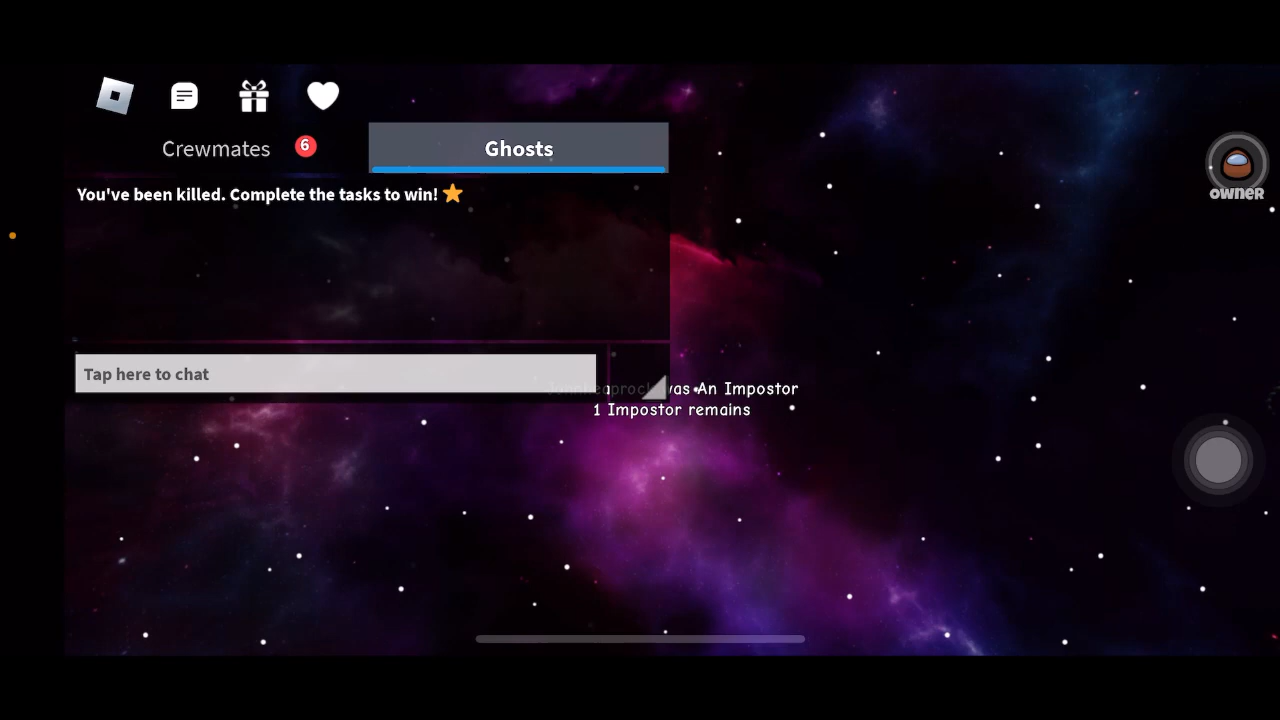 Crewmates 6 Ghosts
You've been killed. Complete the tasks to win!
OWNER
Tap here to chat
was An Impostor
1 Impostor remains